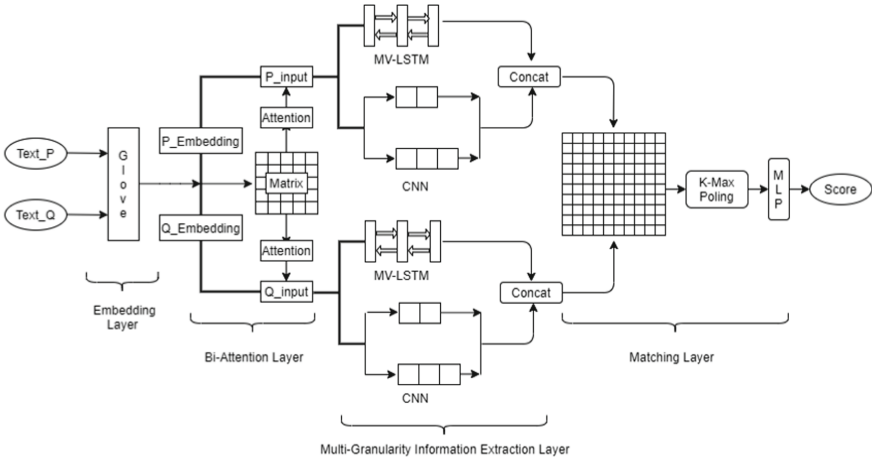 MV-LSTM
P_input
Concat
Attention
P_Embedding
Text_P
G
l
o
v
e
Matrix
CNN
K-Max
Poling
M
L
P
Score
Text_Q
Q_Embedding
Attention
MV-LSTM
Q_input
Concat
Embedding
Layer
Bi-Attention Layer
Matching Layer
CNN
Multi-Granularity Information Extraction Layer